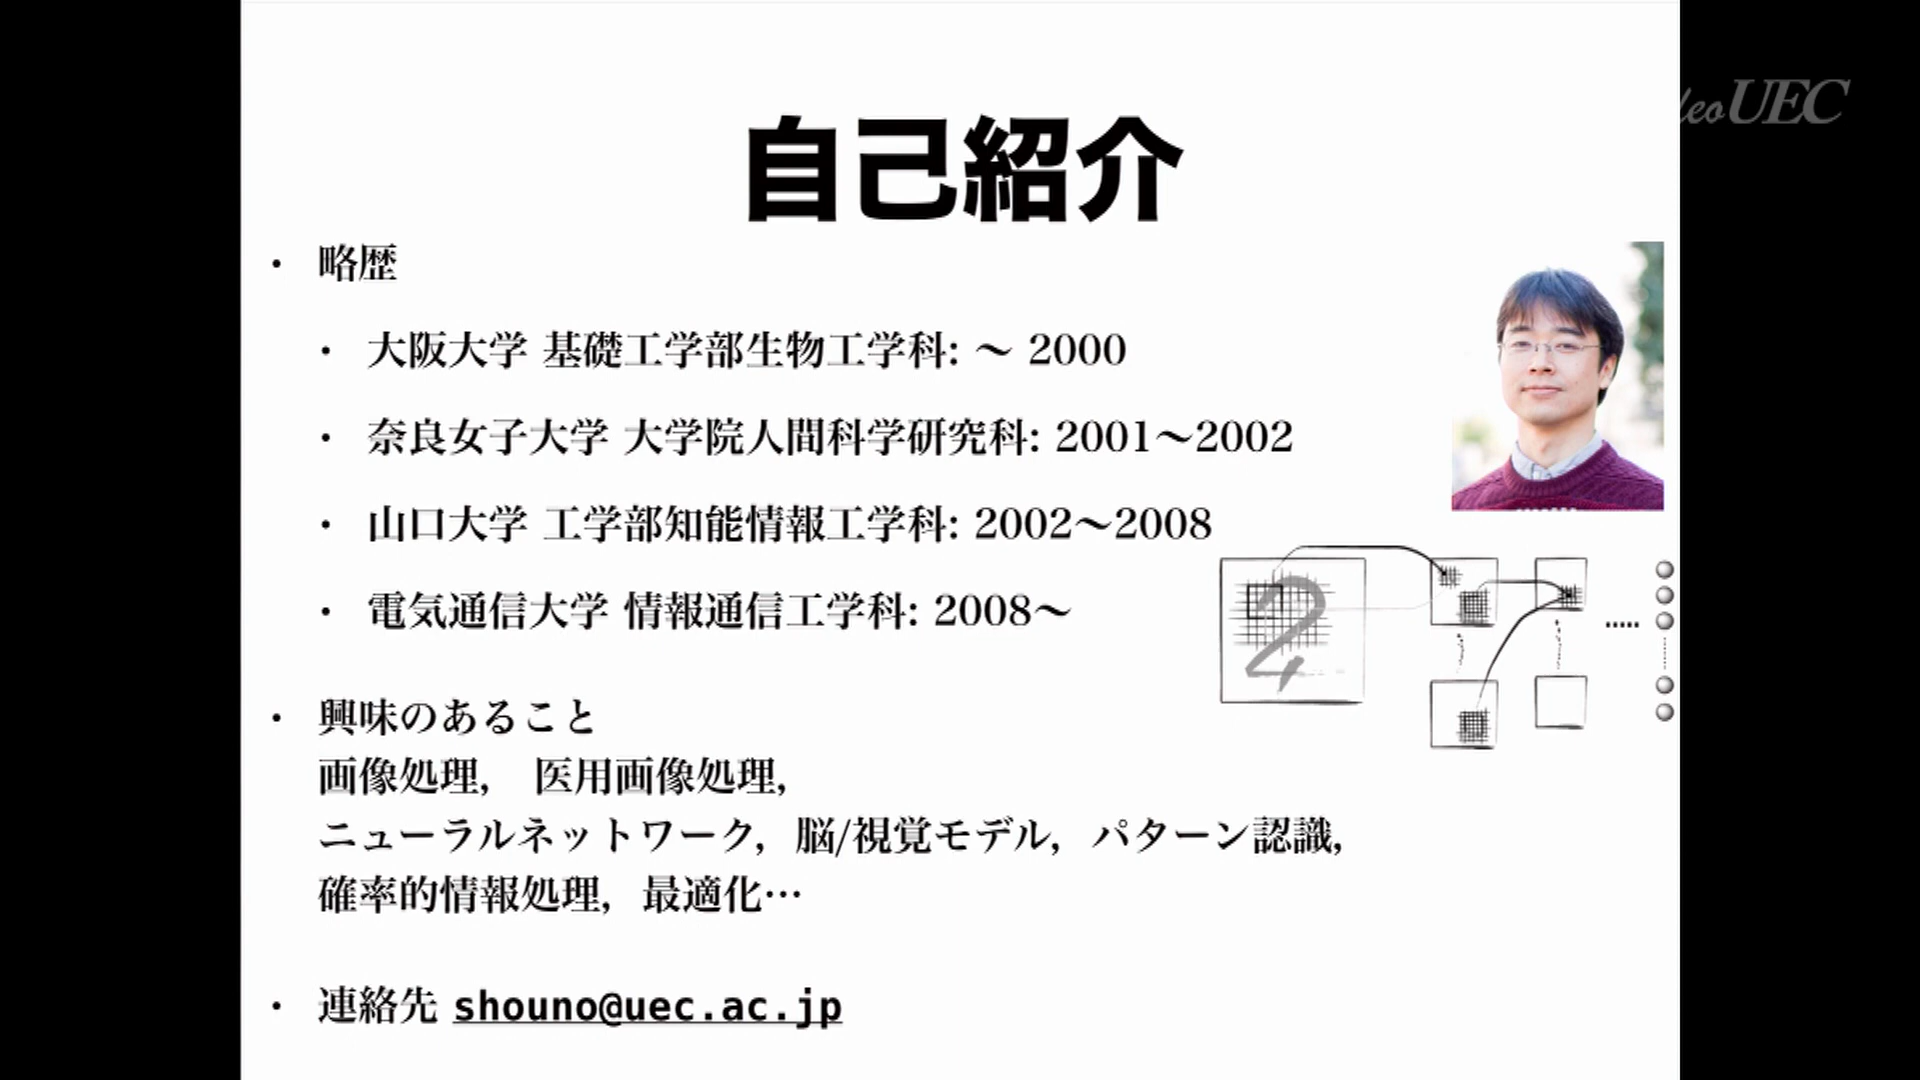 自己紹介
• 略歴
• 大阪大学 基礎工学部生物工学科: 〜 2000
• 奈良女子大学 大学院人間科学研究科: 2001〜2002
• 山口大学 工学部知能情報工学科: 2002〜2008
• 電気通信大学 情報通信工学科: 2008〜
• 興味のあること
画像処理, 医用画像処理,
ニューラルネットワーク, 脳/視覚モデル, パターン認識,
確率的情報処理, 最適化…
• 連絡先 shouno@uec.ac.jp
leoUEC
2